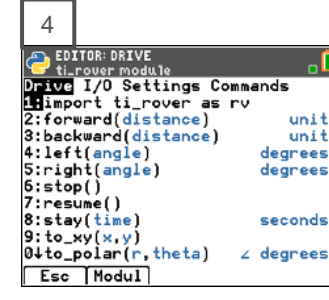 4
EDITOR: DRIVE
ti_rover module
Drive I/O Settings Commands
1:import ti_rover as rv
2:forward(distance) unit
3:backward(distance) unit
4:left(angle) degrees
5:right(angle) degrees
6:stop()
7:resume()
8:stay(time) seconds
9:to_xy(x,y)
0↓to_polar(r,theta) ∠ degrees
Esc Modul